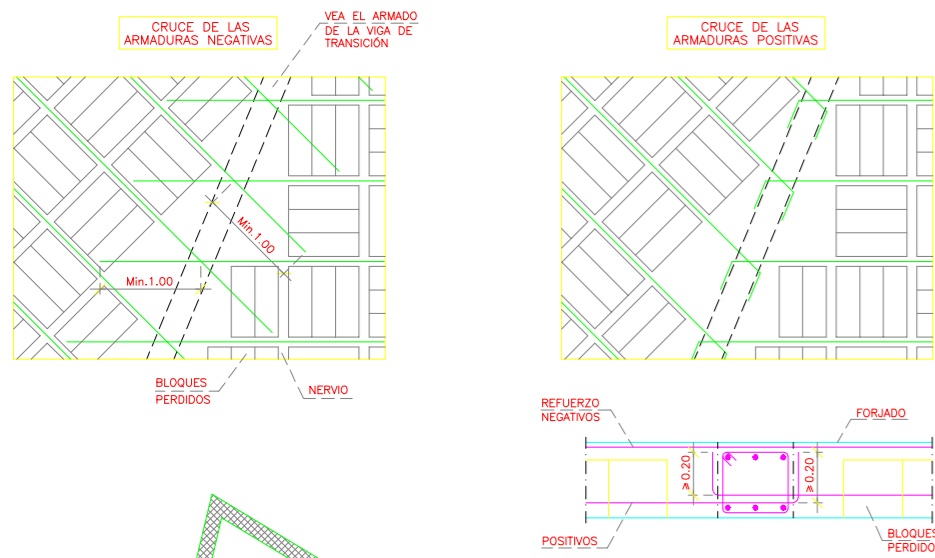 CRUCE DE LAS
ARMADURAS NEGATIVAS
VEA EL ARMADO
DE LA VIGA DE
TRANSICIÓN
CRUCE DE LAS
ARMADURAS POSITIVAS
Min.1.00
Min.1.00
BLOQUES
PERDIDOS
NERVIO
REFUERZO
NEGATIVOS
FORJADO
≥0.20
≥0.20
POSITIVOS
BLOQUES
PERDIDO